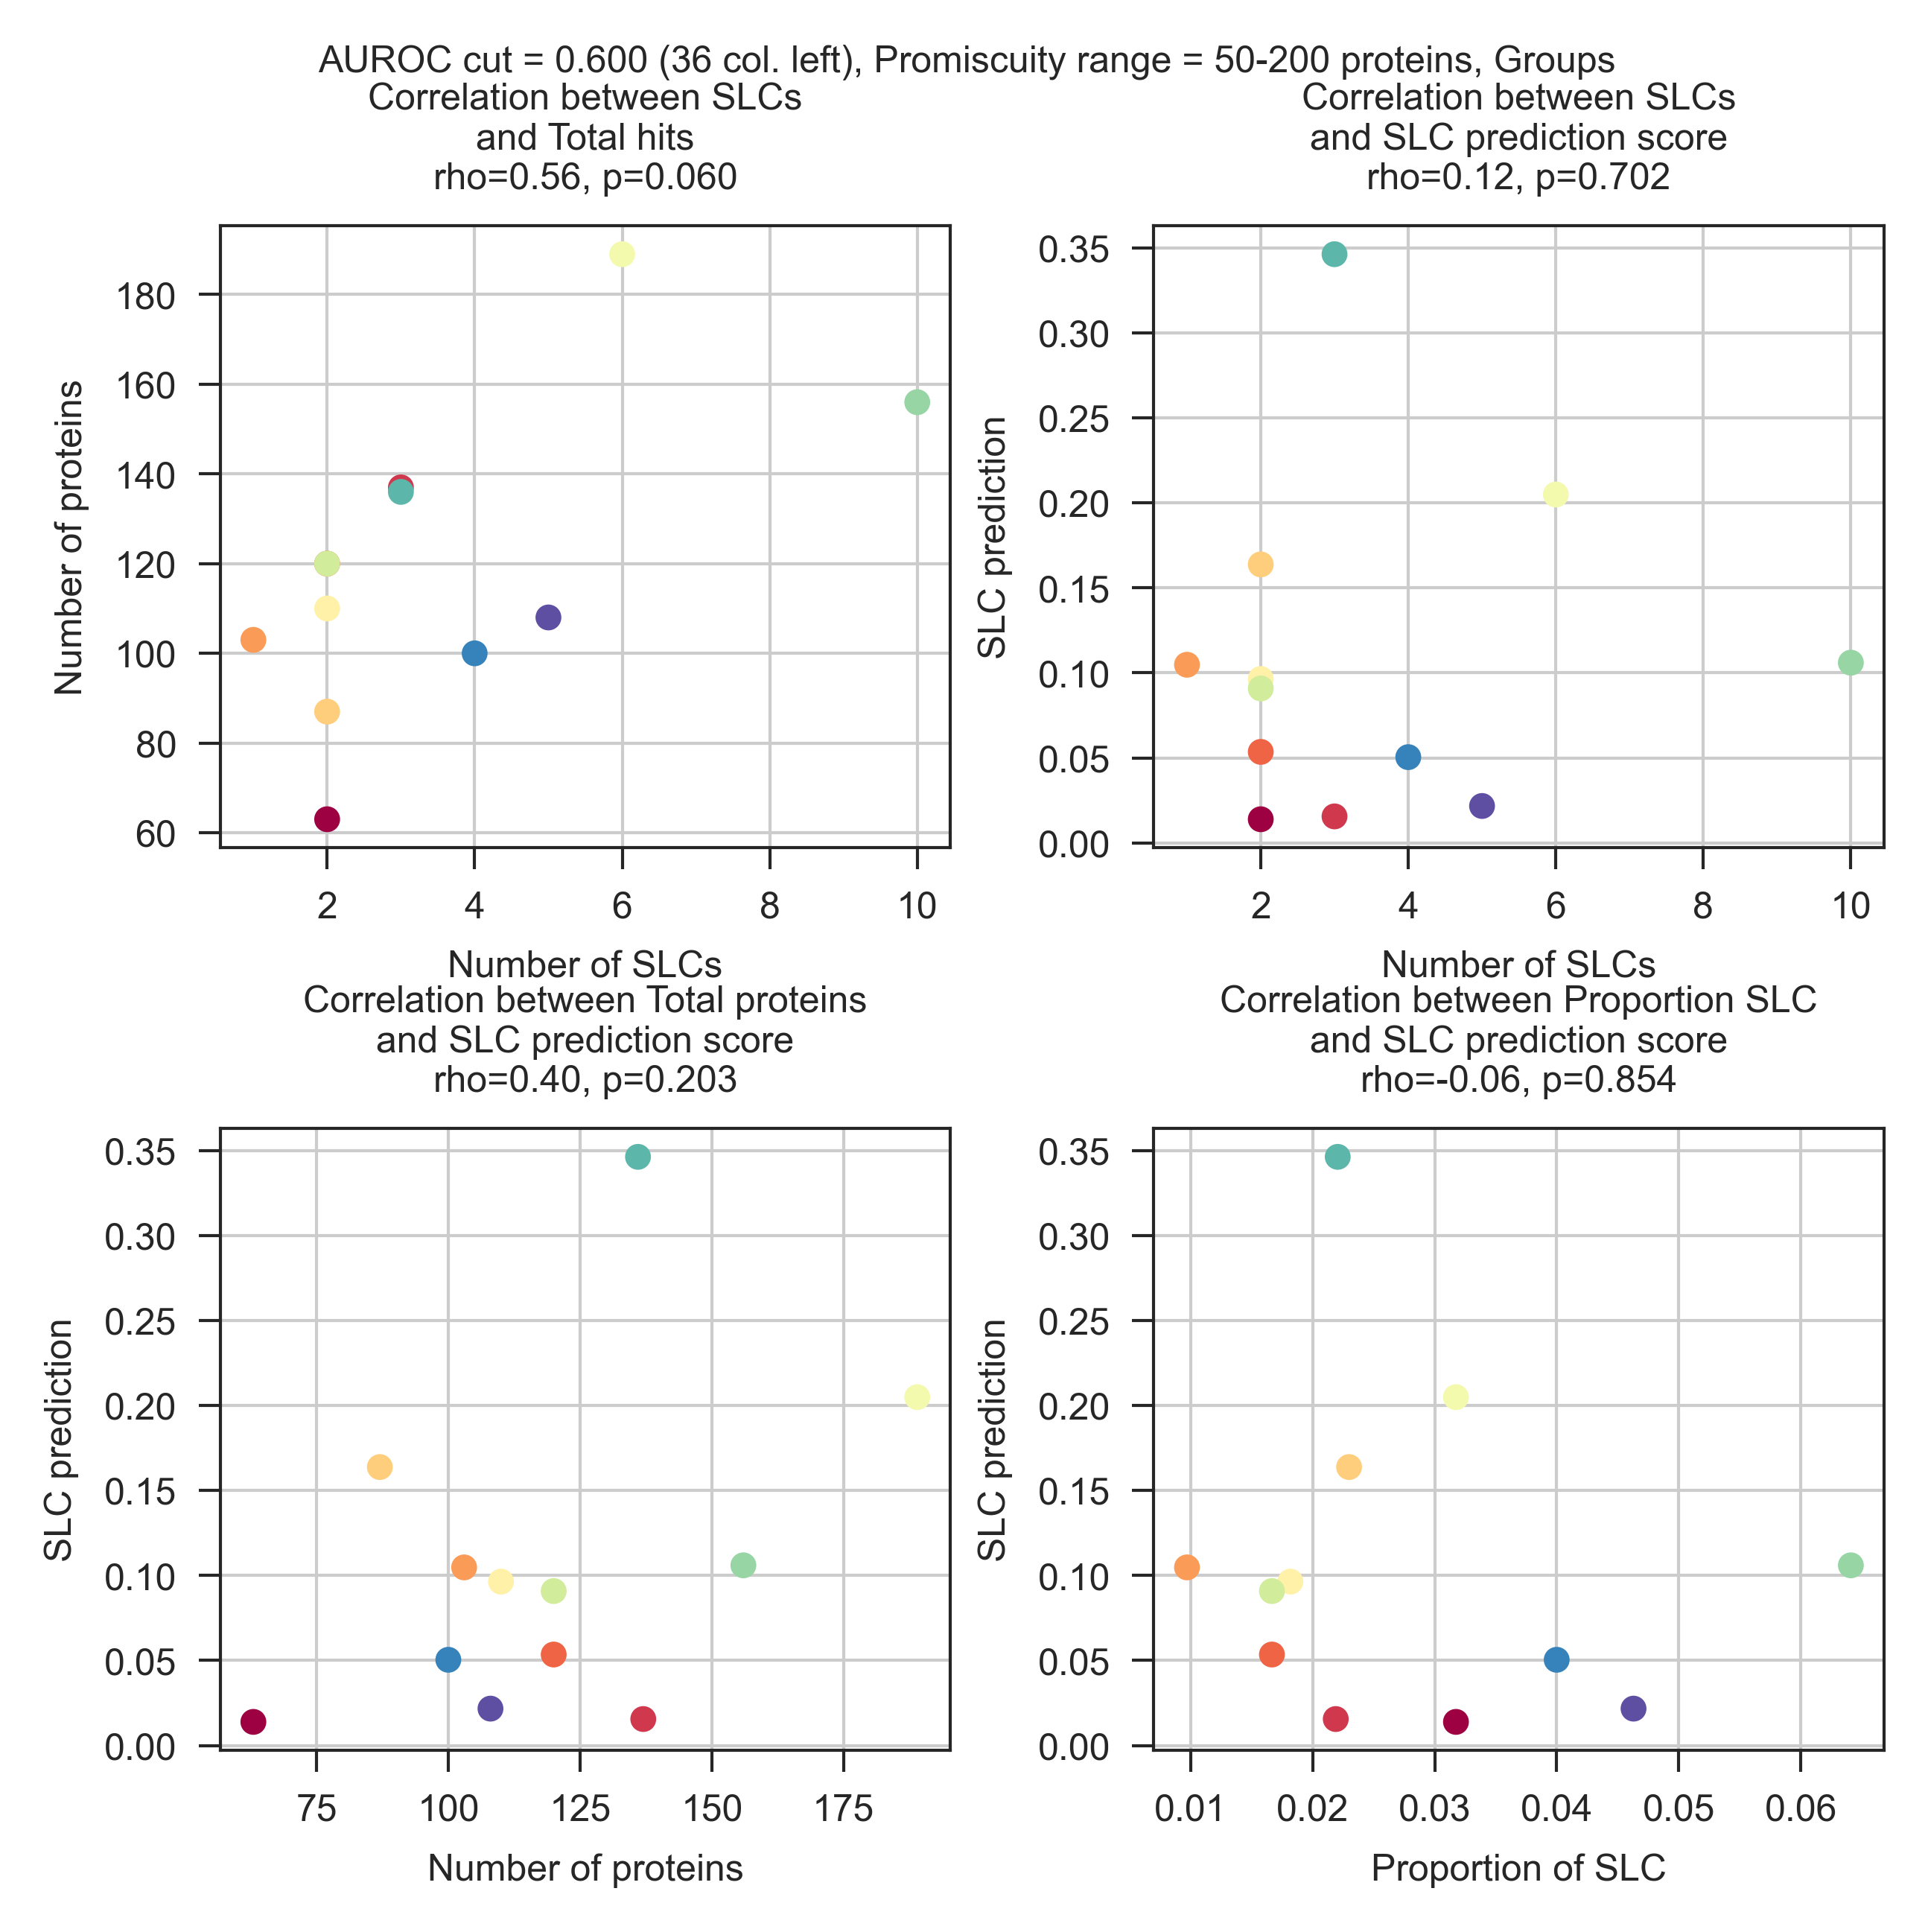 AUROC cut = 0.600 (36 col. left), Promiscuity range = 50-200 proteins, Groups
Correlation between SLCs
and Total hits
rho=0.56, p=0.060
Number of proteins
180
160
140
120
100
80
60
2 4 6 8 10
Number of SLCs
Correlation between SLCs
and SLC prediction score
rho=0.12, p=0.702
SLC prediction
0.35
0.30
0.25
0.20
0.15
0.10
0.05
0.00
2 4 6 8 10
Number of SLCs
Correlation between Total proteins
and SLC prediction score
rho=0.40, p=0.203
SLC prediction
0.35
0.30
0.25
0.20
0.15
0.10
0.05
0.00
75 100 125 150 175
Number of proteins
Correlation between Proportion SLC
and SLC prediction score
rho=-0.06, p=0.854
SLC prediction
0.35
0.30
0.25
0.20
0.15
0.10
0.05
0.00
0.01 0.02 0.03 0.04 0.05 0.06
Proportion of SLC